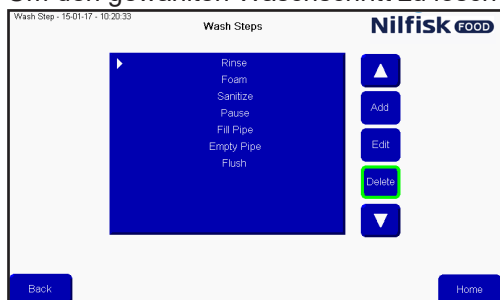 Um den gewählten Waschschritt zu lösch
Wash Step - 15-01-17 - 10:20:33
Wash Steps
Nilfisk FOOD
Rinse
Foam
Sanitize
Pause
Fill Pipe
Empty Pipe
Flush
Add
Edit
Delete
Back
Home